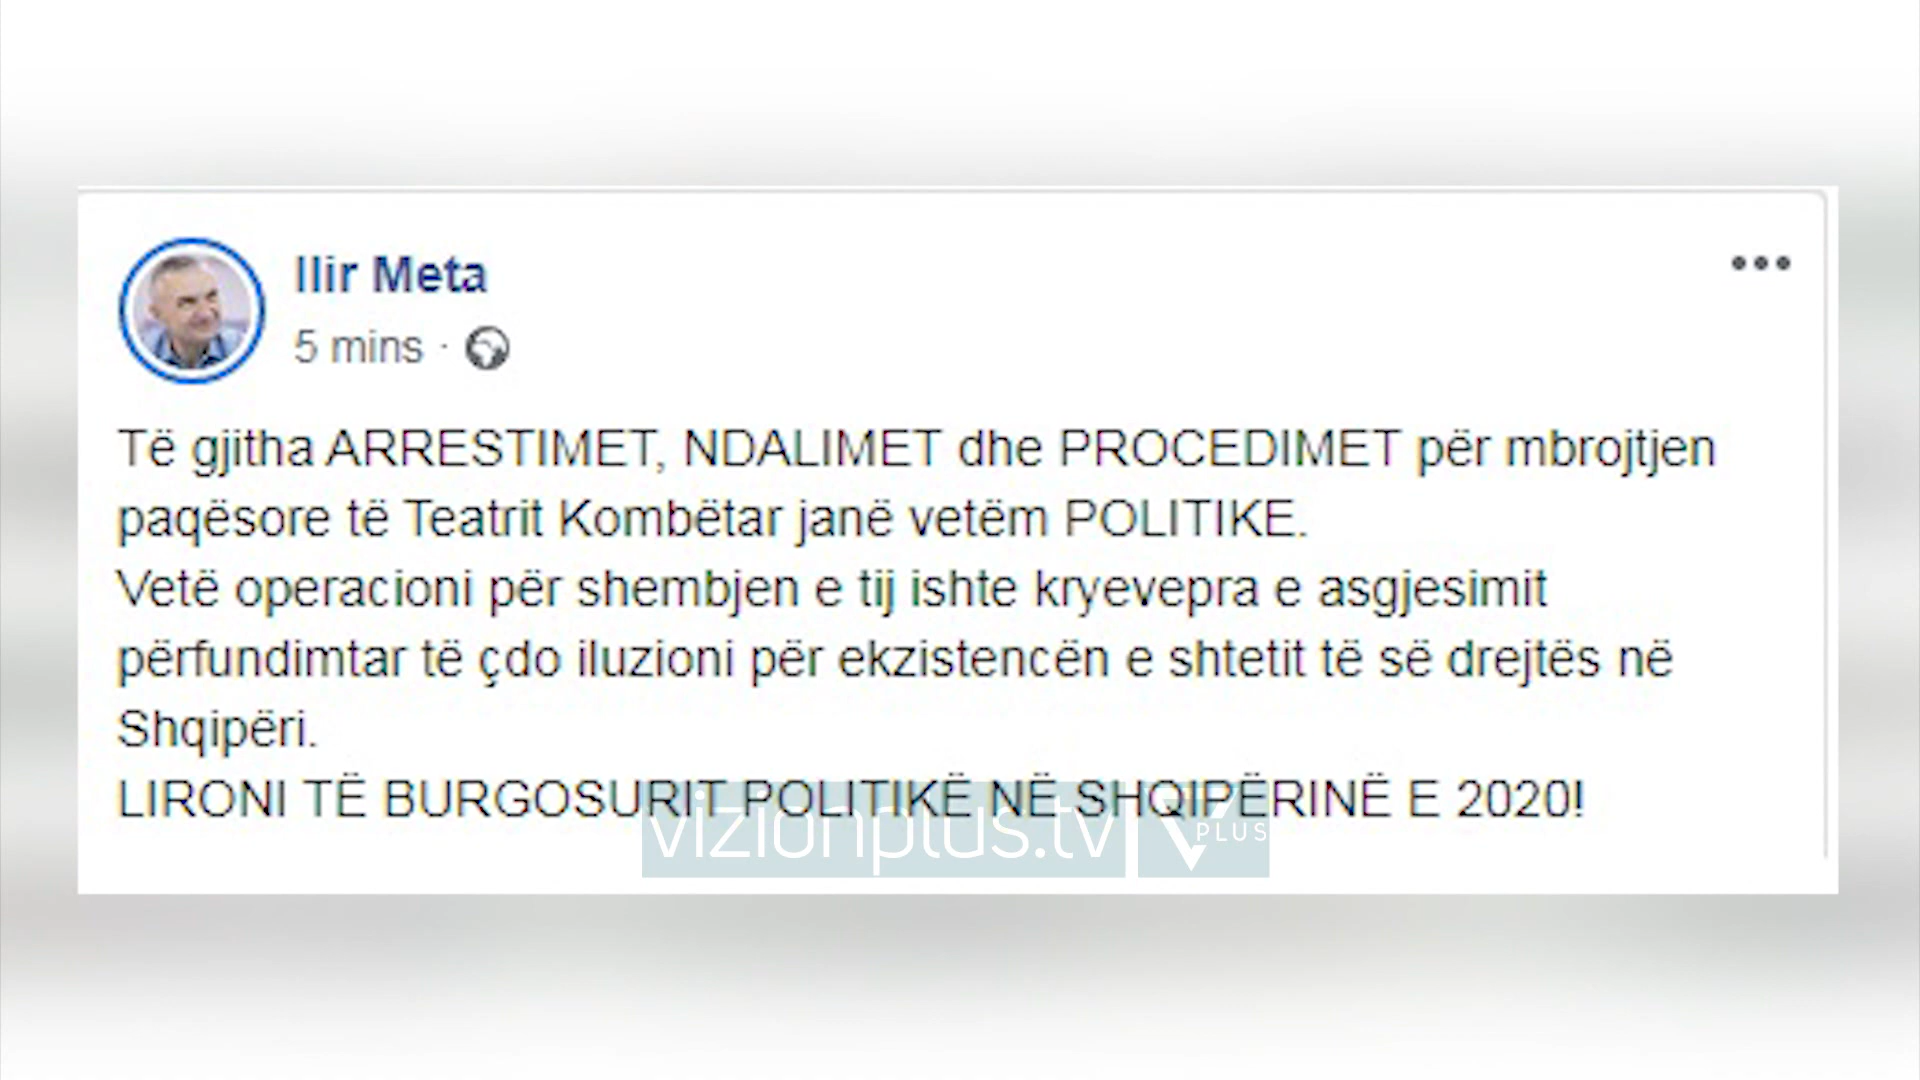 Ilir Meta
5 mins ·
Të gjitha ARRESTIMET, NDALIMET dhe PROCEDIMET për mbrojtjen
paqësore të Teatrit Kombëtar janë vetëm POLITIKE.
Vetë operacioni për shembjen e tij ishte kryevepra e asgjesimit
përfundimtar të çdo iluzioni për ekzistencën e shtetit të së drejtës në
Shqipëri.
LIRONI TË BURGOSURIT POLITIKË NË SHQIPËRINË E 2020!
vizionplus.tv PLUS